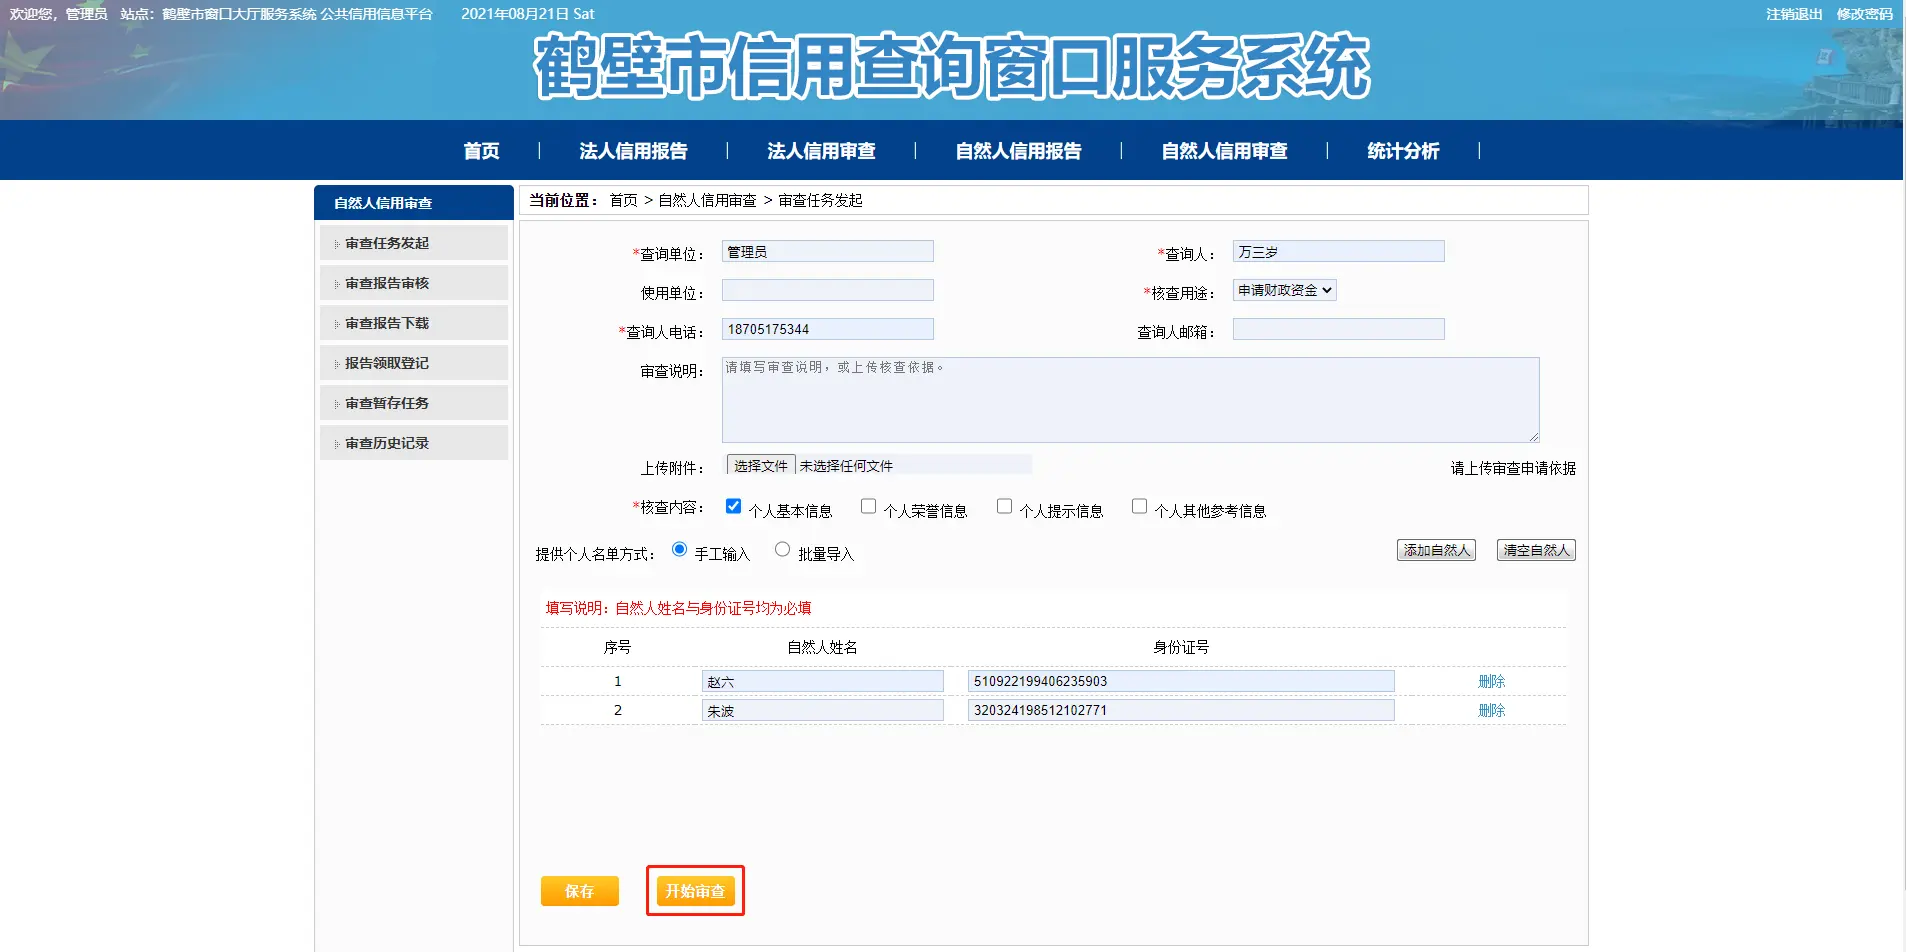 欢迎您，管理员 站点：鹤壁市窗口大厅服务系统 公共信用信息平台 2021年08月21日 Sat 注销退出 修改密码
鹤壁市信用查询窗口服务系统
首页 | 法人信用报告 | 法人信用审查 | 自然人信用报告 | 自然人信用审查 | 统计分析 |
自然人信用审查
审查任务发起
审查报告审核
审查报告下载
报告领取登记
审查暂存任务
审查历史记录
当前位置： 首页 > 自然人信用审查 > 审查任务发起
*查询单位： 管理员 *查询人： 万三岁
使用单位： *核查用途： 申请财政资金
*查询人电话： 18705175344 查询人邮箱：
审查说明： 请填写审查说明，或上传核查依据。
上传附件： 选择文件 未选择任何文件 请上传审查申请依据
*核查内容： 个人基本信息 个人荣誉信息 个人提示信息 个人其他参考信息
提供个人名单方式： 手工输入 批量导入 添加自然人 清空自然人
填写说明：自然人姓名与身份证号均为必填
序号 自然人姓名 身份证号
1 赵六 510922199406235903 删除
2 朱波 320324198512102771 删除
保存 开始审查